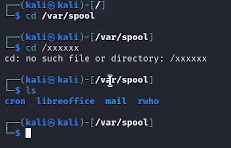 ┌──(kali㉿kali)-[/]
└─$ cd /var/spool
┌──(kali㉿kali)-[/var/spool]
└─$ cd /xxxxxx
cd: no such file or directory: /xxxxxx
┌──(kali㉿kali)-[/var/spool]
└─$ ls
cron libreoffice mail rwho
┌──(kali㉿kali)-[/var/spool]
└─$